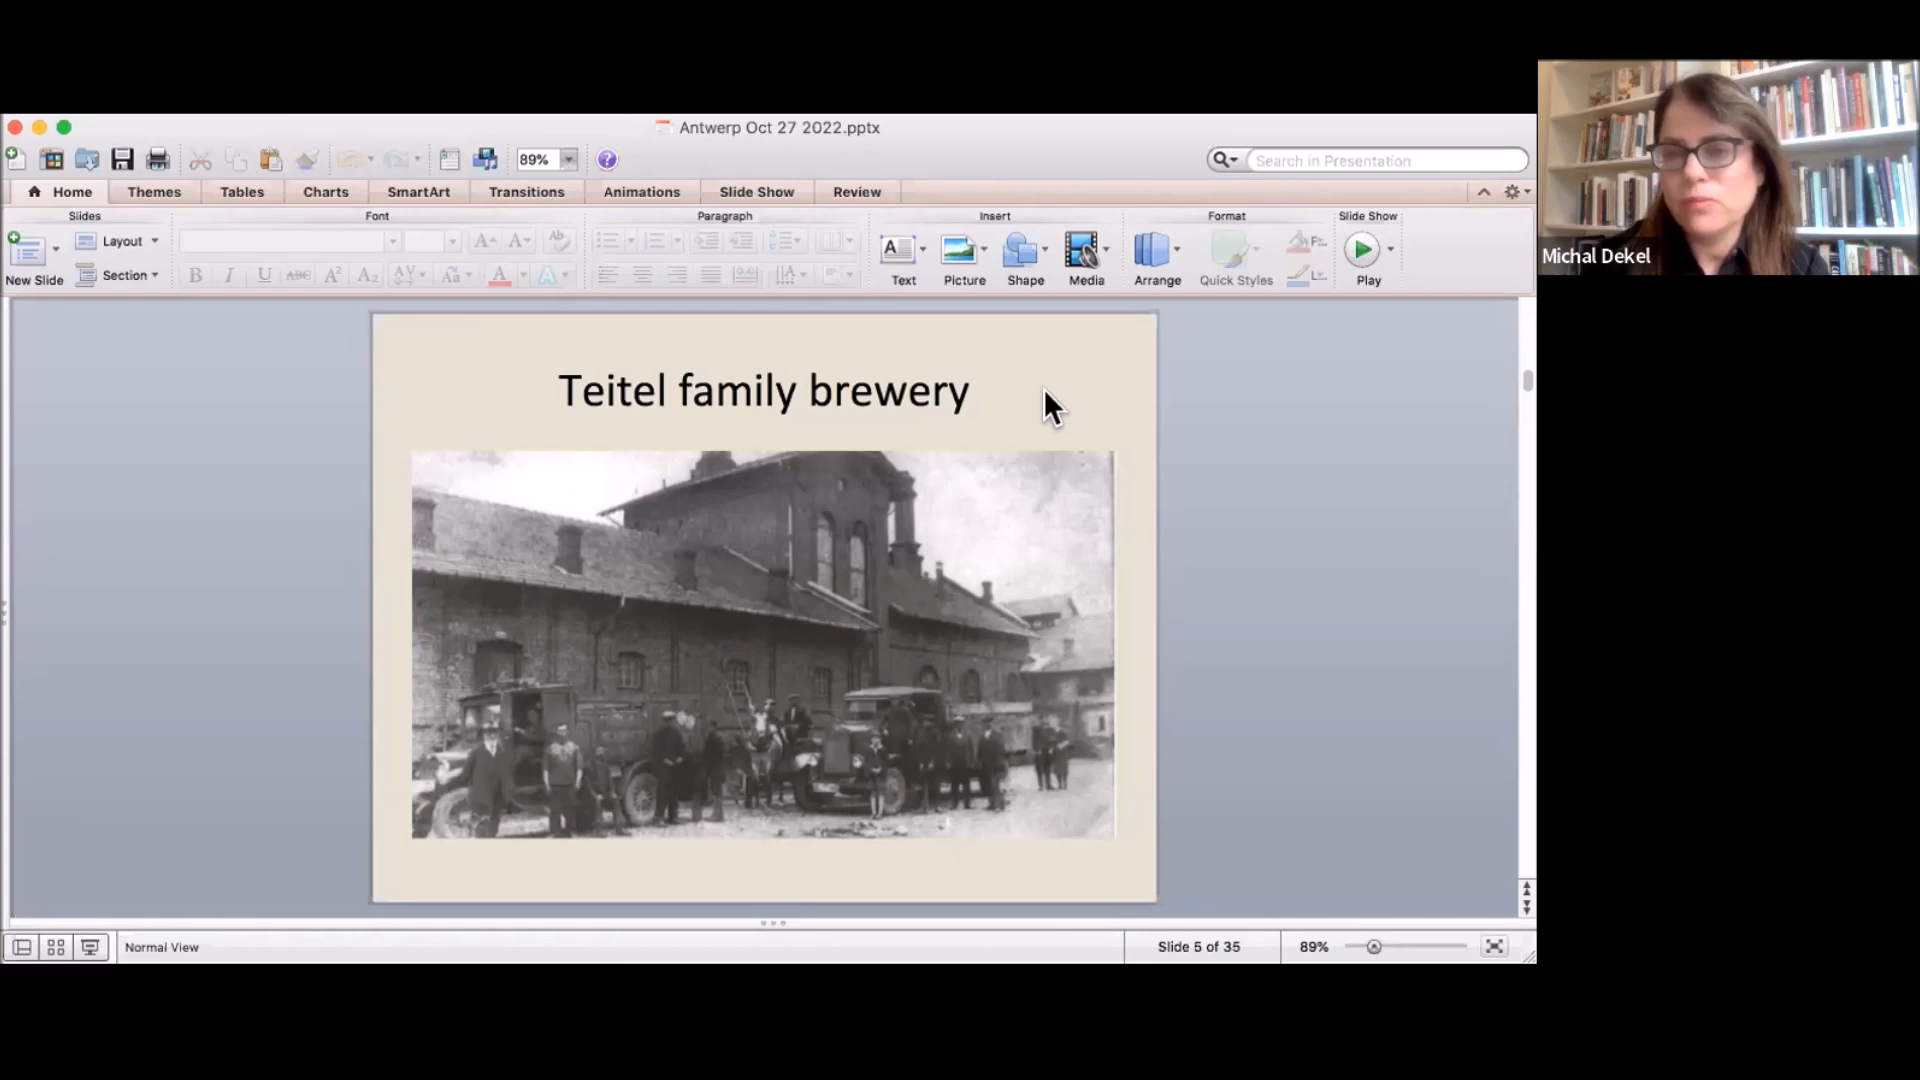 Antwerp Oct 27 2022.pptx
89%
Search in Presentation
Home Themes Tables Charts SmartArt Transitions Animations Slide Show Review
Slides Font Paragraph Insert Format Slide Show
Layout
Section
New Slide
Text Picture Shape Media Arrange Quick Styles Play
Michal Dekel
Teitel family brewery
Normal View
Slide 5 of 35
89%